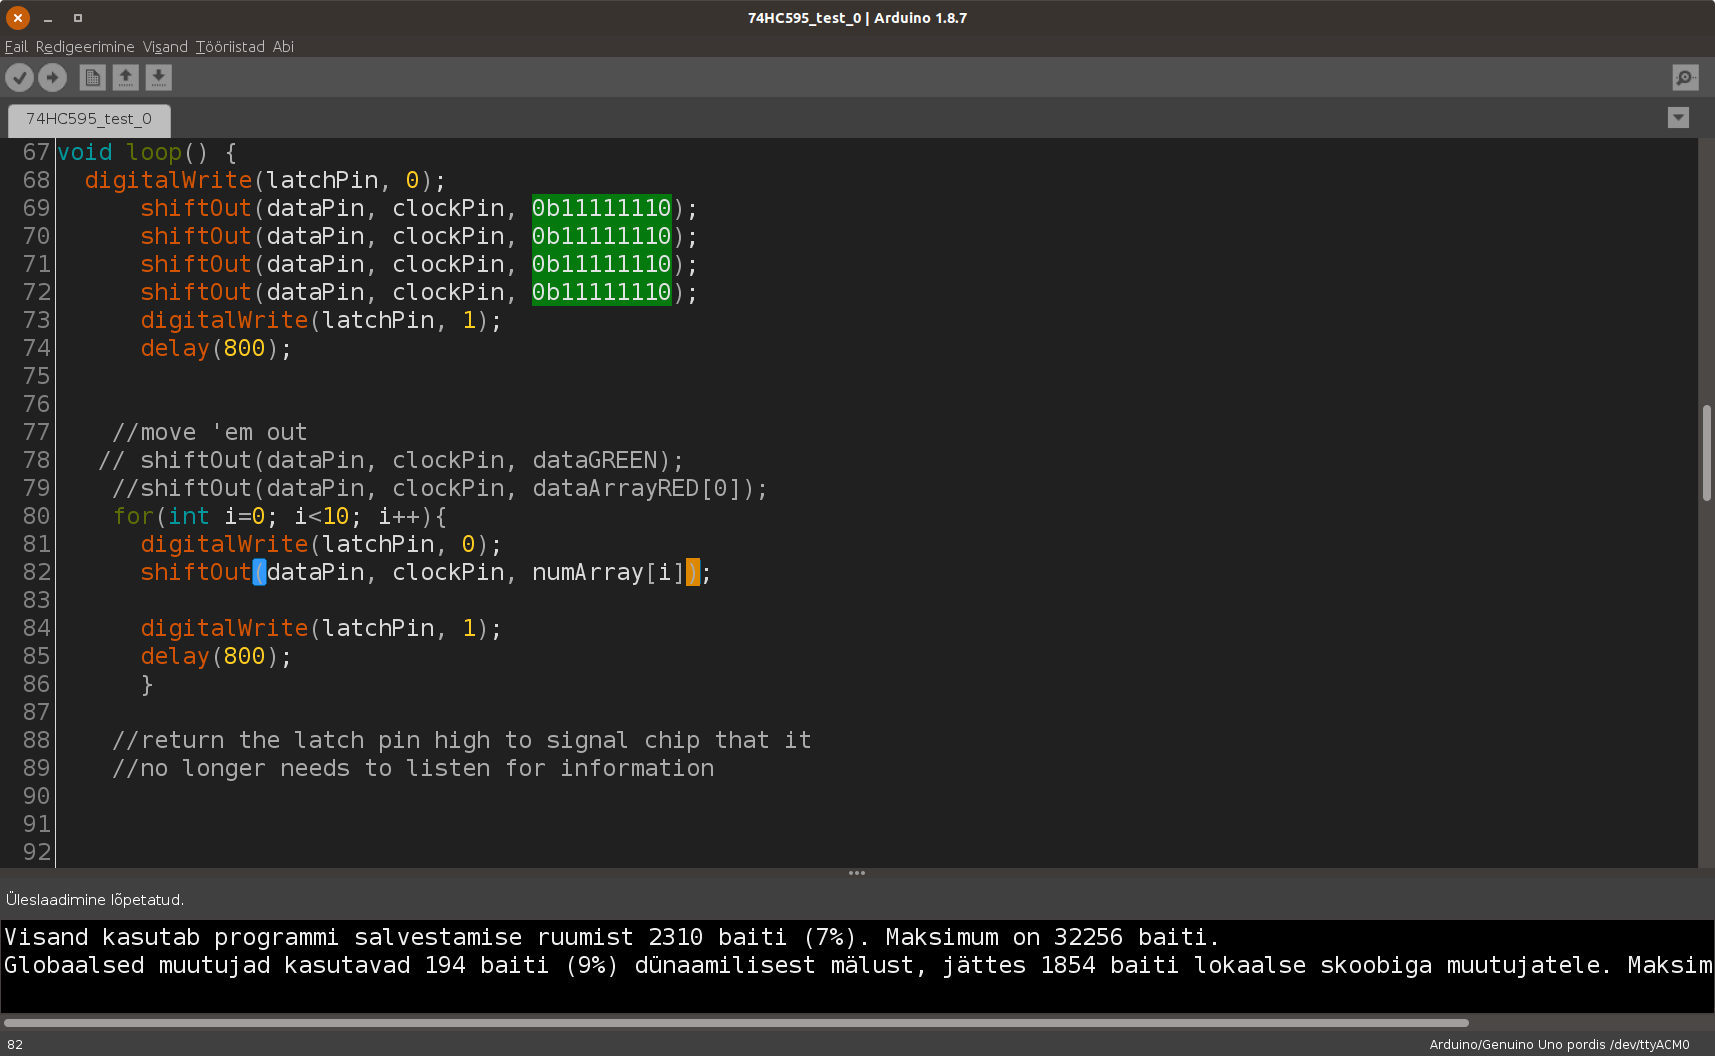 74HC595_test_0 | Arduino 1.8.7
Fail Redigeerimine Visand Tööriistad Abi
74HC595_test_0
67 void loop() {
68   digitalWrite(latchPin, 0);
69       shiftOut(dataPin, clockPin, 0b11111110);
70       shiftOut(dataPin, clockPin, 0b11111110);
71       shiftOut(dataPin, clockPin, 0b11111110);
72       shiftOut(dataPin, clockPin, 0b11111110);
73       digitalWrite(latchPin, 1);
74       delay(800);
75
76
77     //move 'em out
78    // shiftOut(dataPin, clockPin, dataGREEN);
79     //shiftOut(dataPin, clockPin, dataArrayRED[0]);
80     for(int i=0; i<10; i++){
81       digitalWrite(latchPin, 0);
82       shiftOut(dataPin, clockPin, numArray[i]);
83
84       digitalWrite(latchPin, 1);
85       delay(800);
86       }
87
88     //return the latch pin high to signal chip that it
89     //no longer needs to listen for information
90
91
92
Üleslaadimine lõpetatud.
Visand kasutab programmi salvestamise ruumist 2310 baiti (7%). Maksimum on 32256 baiti.
Globaalsed muutujad kasutavad 194 baiti (9%) dünaamilisest mälust, jättes 1854 baiti lokaalse skoobiga muutujatele. Maksim
82
Arduino/Genuino Uno pordis /dev/ttyACM0